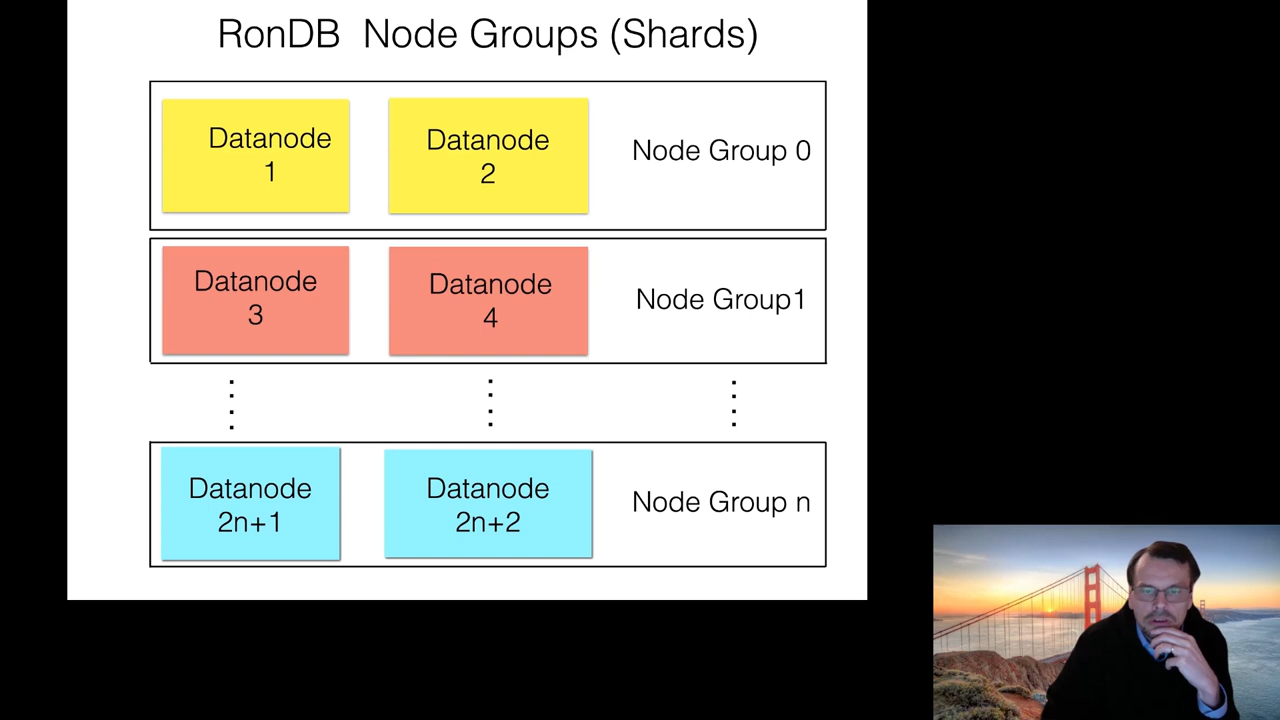 RonDB Node Groups (Shards)
Datanode
1
Datanode
2
Node Group 0
Datanode
3
Datanode
4
Node Group1
Datanode
2n+1
Datanode
2n+2
Node Group n